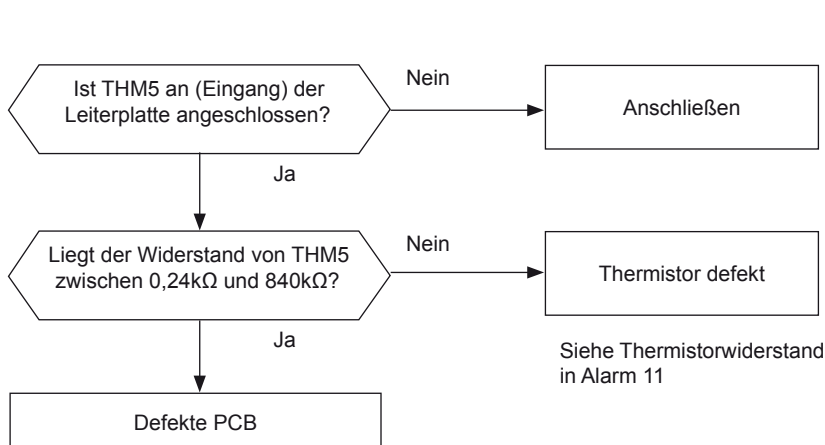 Ist THM5 an (Eingang) der
Leiterplatte angeschlossen?
Nein
Anschließen
Ja
Liegt der Widerstand von THM5
zwischen 0,24kΩ und 840kΩ?
Nein
Thermistor defekt
Ja
Siehe Thermistorwiderstand
in Alarm 11
Defekte PCB